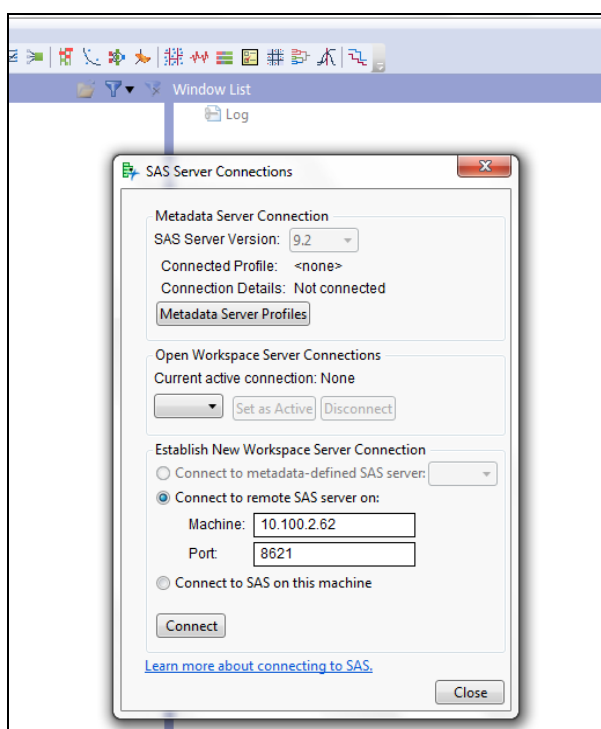 Window List
Log
SAS Server Connections
Metadata Server Connection
SAS Server Version: 9.2
Connected Profile: <none>
Connection Details: Not connected
Metadata Server Profiles
Open Workspace Server Connections
Current active connection: None
Set as Active Disconnect
Establish New Workspace Server Connection
Connect to metadata-defined SAS server:
Connect to remote SAS server on:
Machine: 10.100.2.62
Port: 8621
Connect to SAS on this machine
Connect
Learn more about connecting to SAS.
Close